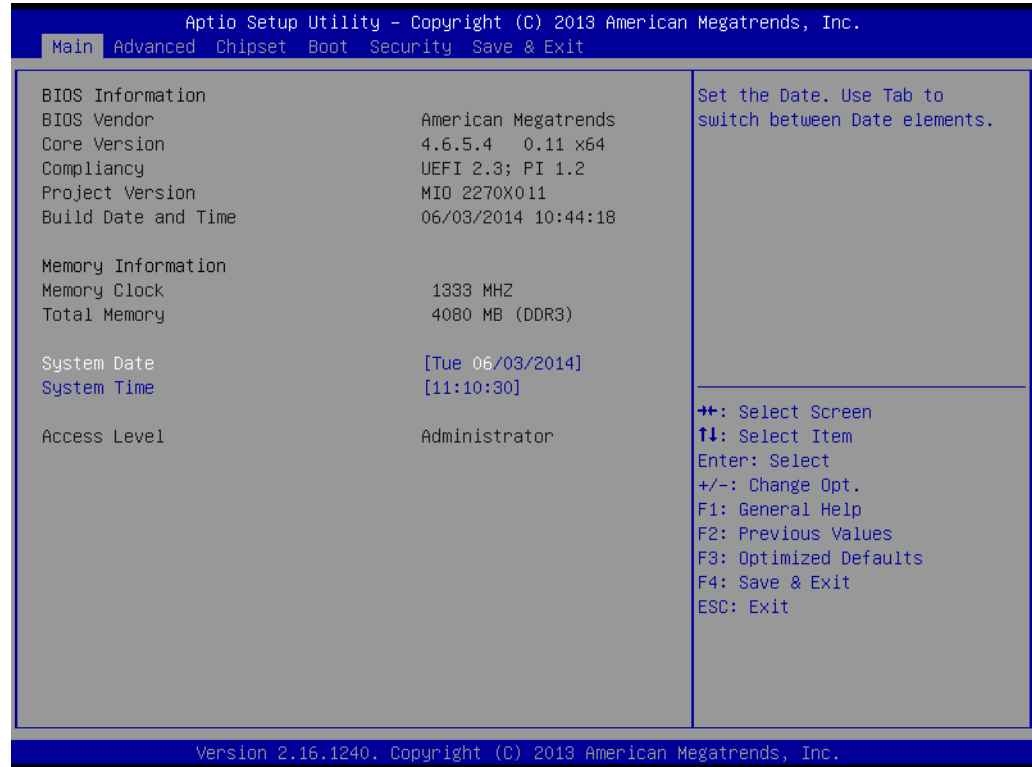 Aptio Setup Utility – Copyright (C) 2013 American Megatrends, Inc.
Main Advanced Chipset Boot Security Save & Exit
BIOS Information
BIOS Vendor American Megatrends
Core Version 4.6.5.4 0.11 x64
Compliancy UEFI 2.3; PI 1.2
Project Version MIO 2270X011
Build Date and Time 06/03/2014 10:44:18
Memory Information
Memory Clock 1333 MHZ
Total Memory 4080 MB (DDR3)
System Date [Tue 06/03/2014]
System Time [11:10:30]
Access Level Administrator
Set the Date. Use Tab to
switch between Date elements.
→←: Select Screen
↑↓: Select Item
Enter: Select
+/-: Change Opt.
F1: General Help
F2: Previous Values
F3: Optimized Defaults
F4: Save & Exit
ESC: Exit
Version 2.16.1240. Copyright (C) 2013 American Megatrends, Inc.